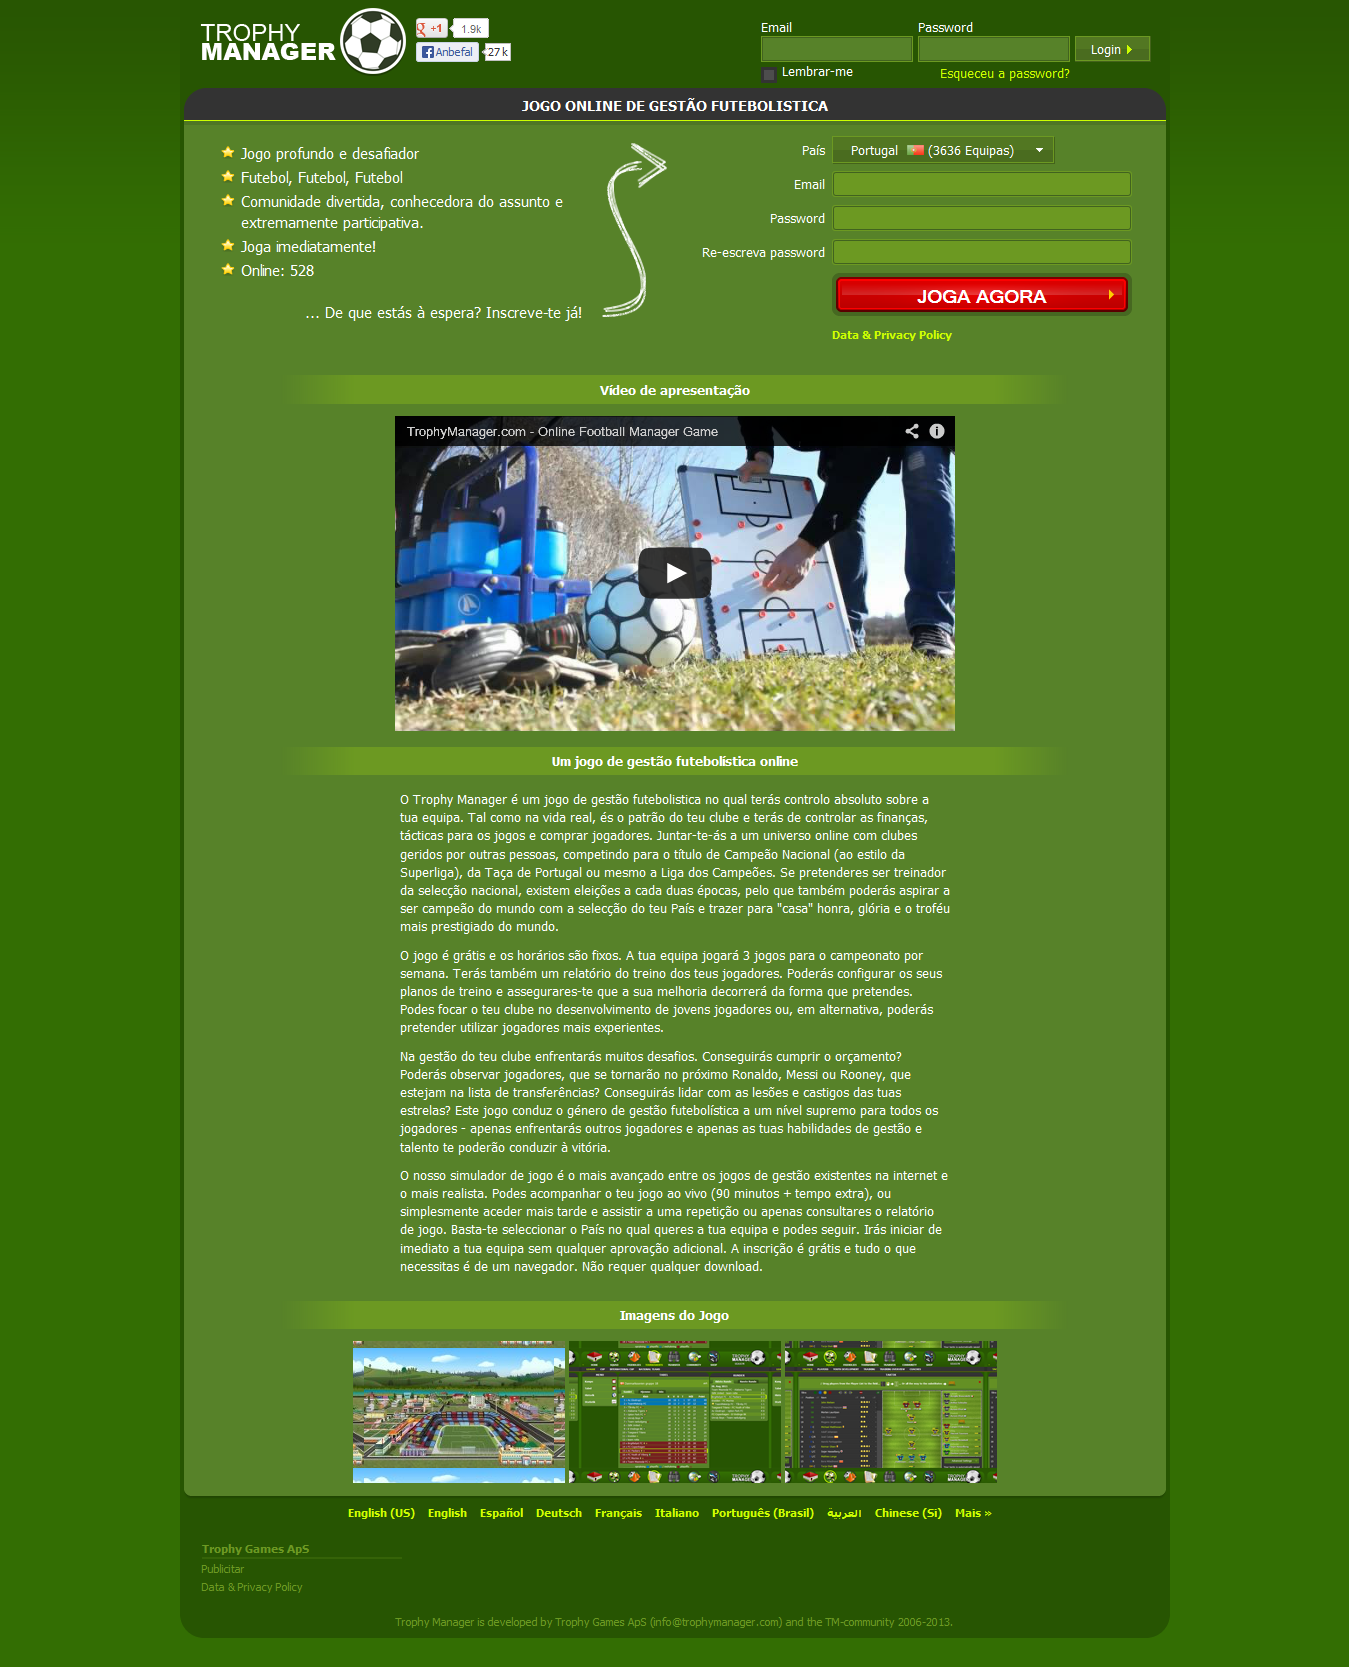 TROPHY
MANAGER
+1 1.9k
Anbefal 27 k
Email Password
Login
Lembrar-me Esqueceu a password?
JOGO ONLINE DE GESTÃO FUTEBOLISTICA
Jogo profundo e desafiador
Futebol, Futebol, Futebol
Comunidade divertida, conhecedora do assunto e
extremamente participativa.
Joga imediatamente!
Online: 528
... De que estás à espera? Inscreve-te já!
País Portugal (3636 Equipas)
Email
Password
Re-escreva password
JOGA AGORA
Data & Privacy Policy
Vídeo de apresentação
TrophyManager.com - Online Football Manager Game
Um jogo de gestão futebolística online
O Trophy Manager é um jogo de gestão futebolistica no qual terás controlo absoluto sobre a
tua equipa. Tal como na vida real, és o patrão do teu clube e terás de controlar as finanças,
tácticas para os jogos e comprar jogadores. Juntar-te-ás a um universo online com clubes
geridos por outras pessoas, competindo para o título de Campeão Nacional (ao estilo da
Superliga), da Taça de Portugal ou mesmo a Liga dos Campeões. Se pretenderes ser treinador
da selecção nacional, existem eleições a cada duas épocas, pelo que também poderás aspirar a
ser campeão do mundo com a selecção do teu País e trazer para "casa" honra, glória e o troféu
mais prestigiado do mundo.
O jogo é grátis e os horários são fixos. A tua equipa jogará 3 jogos para o campeonato por
semana. Terás também um relatório do treino dos teus jogadores. Poderás configurar os seus
planos de treino e assegurares-te que a sua melhoria decorrerá da forma que pretendes.
Podes focar o teu clube no desenvolvimento de jovens jogadores ou, em alternativa, poderás
pretender utilizar jogadores mais experientes.
Na gestão do teu clube enfrentarás muitos desafios. Conseguirás cumprir o orçamento?
Poderás observar jogadores, que se tornarão no próximo Ronaldo, Messi ou Rooney, que
estejam na lista de transferências? Conseguirás lidar com as lesões e castigos das tuas
estrelas? Este jogo conduz o género de gestão futebolística a um nível supremo para todos os
jogadores - apenas enfrentarás outros jogadores e apenas as tuas habilidades de gestão e
talento te poderão conduzir à vitória.
O nosso simulador de jogo é o mais avançado entre os jogos de gestão existentes na internet e
o mais realista. Podes acompanhar o teu jogo ao vivo (90 minutos + tempo extra), ou
simplesmente aceder mais tarde e assistir a uma repetição ou apenas consultares o relatório
de jogo. Basta-te seleccionar o País no qual queres a tua equipa e podes seguir. Irás iniciar de
imediato a tua equipa sem qualquer aprovação adicional. A inscrição é grátis e tudo o que
necessitas é de um navegador. Não requer qualquer download.
Imagens do Jogo
TROPHY
MANAGER
TROPHY
MANAGER
English (US) English Español Deutsch Français Italiano Português (Brasil) العربية Chinese (Si) Mais »
Trophy Games ApS
Publicitar
Data & Privacy Policy
Trophy Manager is developed by Trophy Games ApS (info@trophymanager.com) and the TM-community 2006-2013.